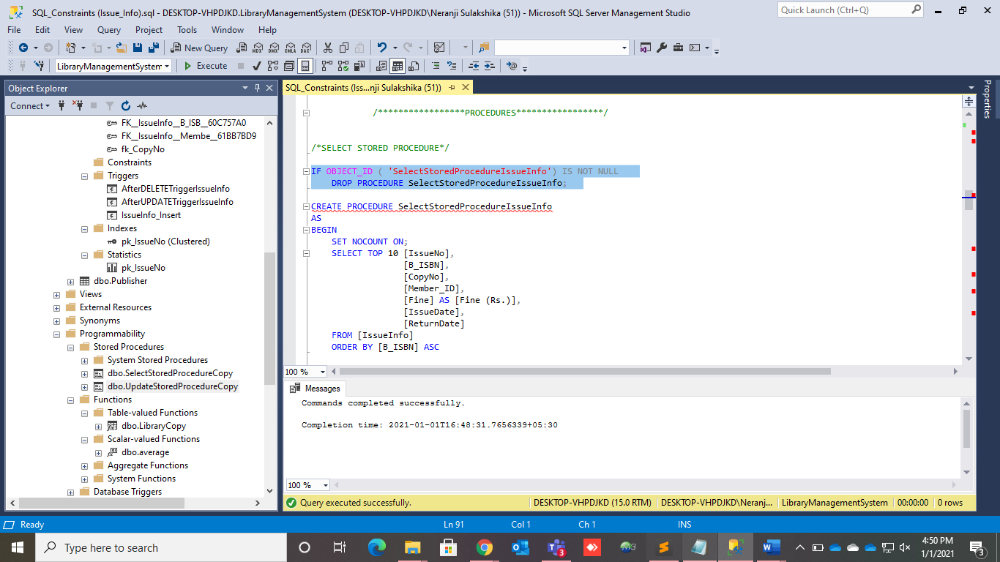 SQL_Constraints (Issue_Info).sql - DESKTOP-VHPDJKD.LibraryManagementSystem (DESKTOP-VHPDJKD\Neranji Sulakshika (51)) - Microsoft SQL Server Management Studio
Quick Launch (Ctrl+Q)
File Edit View Query Project Tools Window Help
New Query
MDX DMX XMLA DAX
LibraryManagementSystem
Execute
Object Explorer
Connect
FK__IssueInfo__B_ISB__60C757A0
FK__IssueInfo__Membe__61BB7BD9
fk_CopyNo
Constraints
Triggers
AfterDELETETriggerIssueInfo
AfterUPDATETriggerIssueInfo
IssueInfo_Insert
Indexes
pk_IssueNo (Clustered)
Statistics
pk_IssueNo
dbo.Publisher
Views
External Resources
Synonyms
Programmability
Stored Procedures
System Stored Procedures
dbo.SelectStoredProcedureCopy
dbo.UpdateStoredProcedureCopy
Functions
Table-valued Functions
dbo.LibraryCopy
Scalar-valued Functions
dbo.average
Aggregate Functions
System Functions
Database Triggers
SQL_Constraints (Iss...nji Sulakshika (51))
/*****************PROCEDURES*****************/
/*SELECT STORED PROCEDURE*/
IF OBJECT_ID ( 'SelectStoredProcedureIssueInfo') IS NOT NULL
DROP PROCEDURE SelectStoredProcedureIssueInfo;
CREATE PROCEDURE SelectStoredProcedureIssueInfo
AS
BEGIN
SET NOCOUNT ON;
SELECT TOP 10 [IssueNo],
[B_ISBN],
[CopyNo],
[Member_ID],
[Fine] AS [Fine (Rs.)],
[IssueDate],
[ReturnDate]
FROM [IssueInfo]
ORDER BY [B_ISBN] ASC
100 %
Messages
Commands completed successfully.
Completion time: 2021-01-01T16:48:31.7656339+05:30
100 %
Query executed successfully.
DESKTOP-VHPDJKD (15.0 RTM)
DESKTOP-VHPDJKD\Neranj...
LibraryManagementSystem
00:00:00
0 rows
Properties
Ready
Ln 91
Col 1
Ch 1
INS
Type here to search
3
4:50 PM
1/1/2021
3